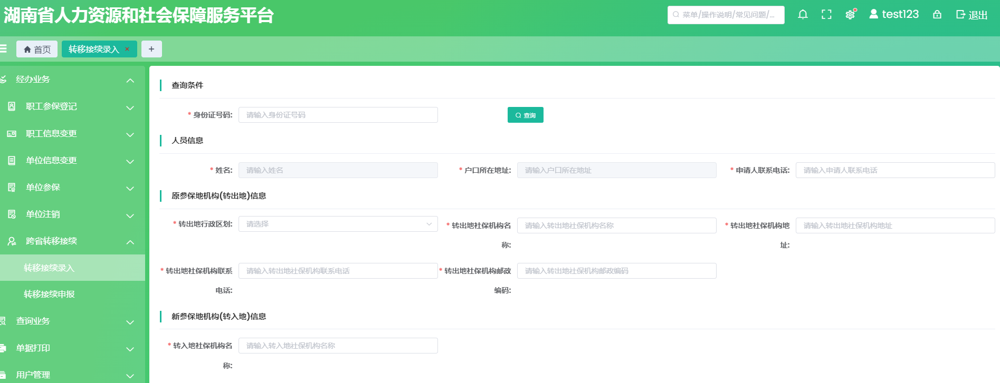 湖南省人力资源和社会保障服务平台
菜单/操作说明/常见问题/...
test123
退出
首页
转移接续录入 ×
+
经办业务
职工参保登记
职工信息变更
单位信息变更
单位参保
单位注销
跨省转移接续
转移接续录入
转移接续申报
查询业务
单据打印
用户管理
查询条件
* 身份证号码: 请输入身份证号码
查询
人员信息
* 姓名: 请输入姓名
* 户口所在地址: 请输入户口所在地址
* 申请人联系电话: 请输入申请人联系电话
原参保地机构(转出地)信息
* 转出地行政区划: 请选择
* 转出地社保机构名 请输入转出地社保机构名称
称:
* 转出地社保机构地 请输入转出地社保机构地址
址:
* 转出地社保机构联系 请输入转出地社保机构联系电话
电话:
* 转出地社保机构邮政 请输入转出地社保机构邮政编码
编码:
新参保地机构(转入地)信息
* 转入地社保机构名 请输入转入地社保机构名称
称: